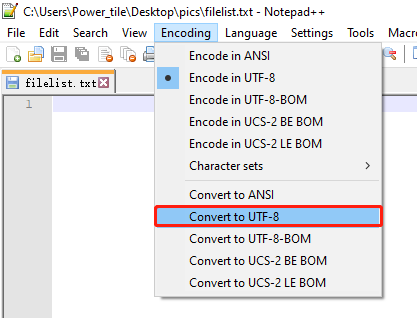 C:\Users\Power_tile\Desktop\pics\filelist.txt - Notepad++
File Edit Search View Encoding Language Settings Tools Macro
filelist.txt
1
Encode in ANSI
Encode in UTF-8
Encode in UTF-8-BOM
Encode in UCS-2 BE BOM
Encode in UCS-2 LE BOM
Character sets
Convert to ANSI
Convert to UTF-8
Convert to UTF-8-BOM
Convert to UCS-2 BE BOM
Convert to UCS-2 LE BOM